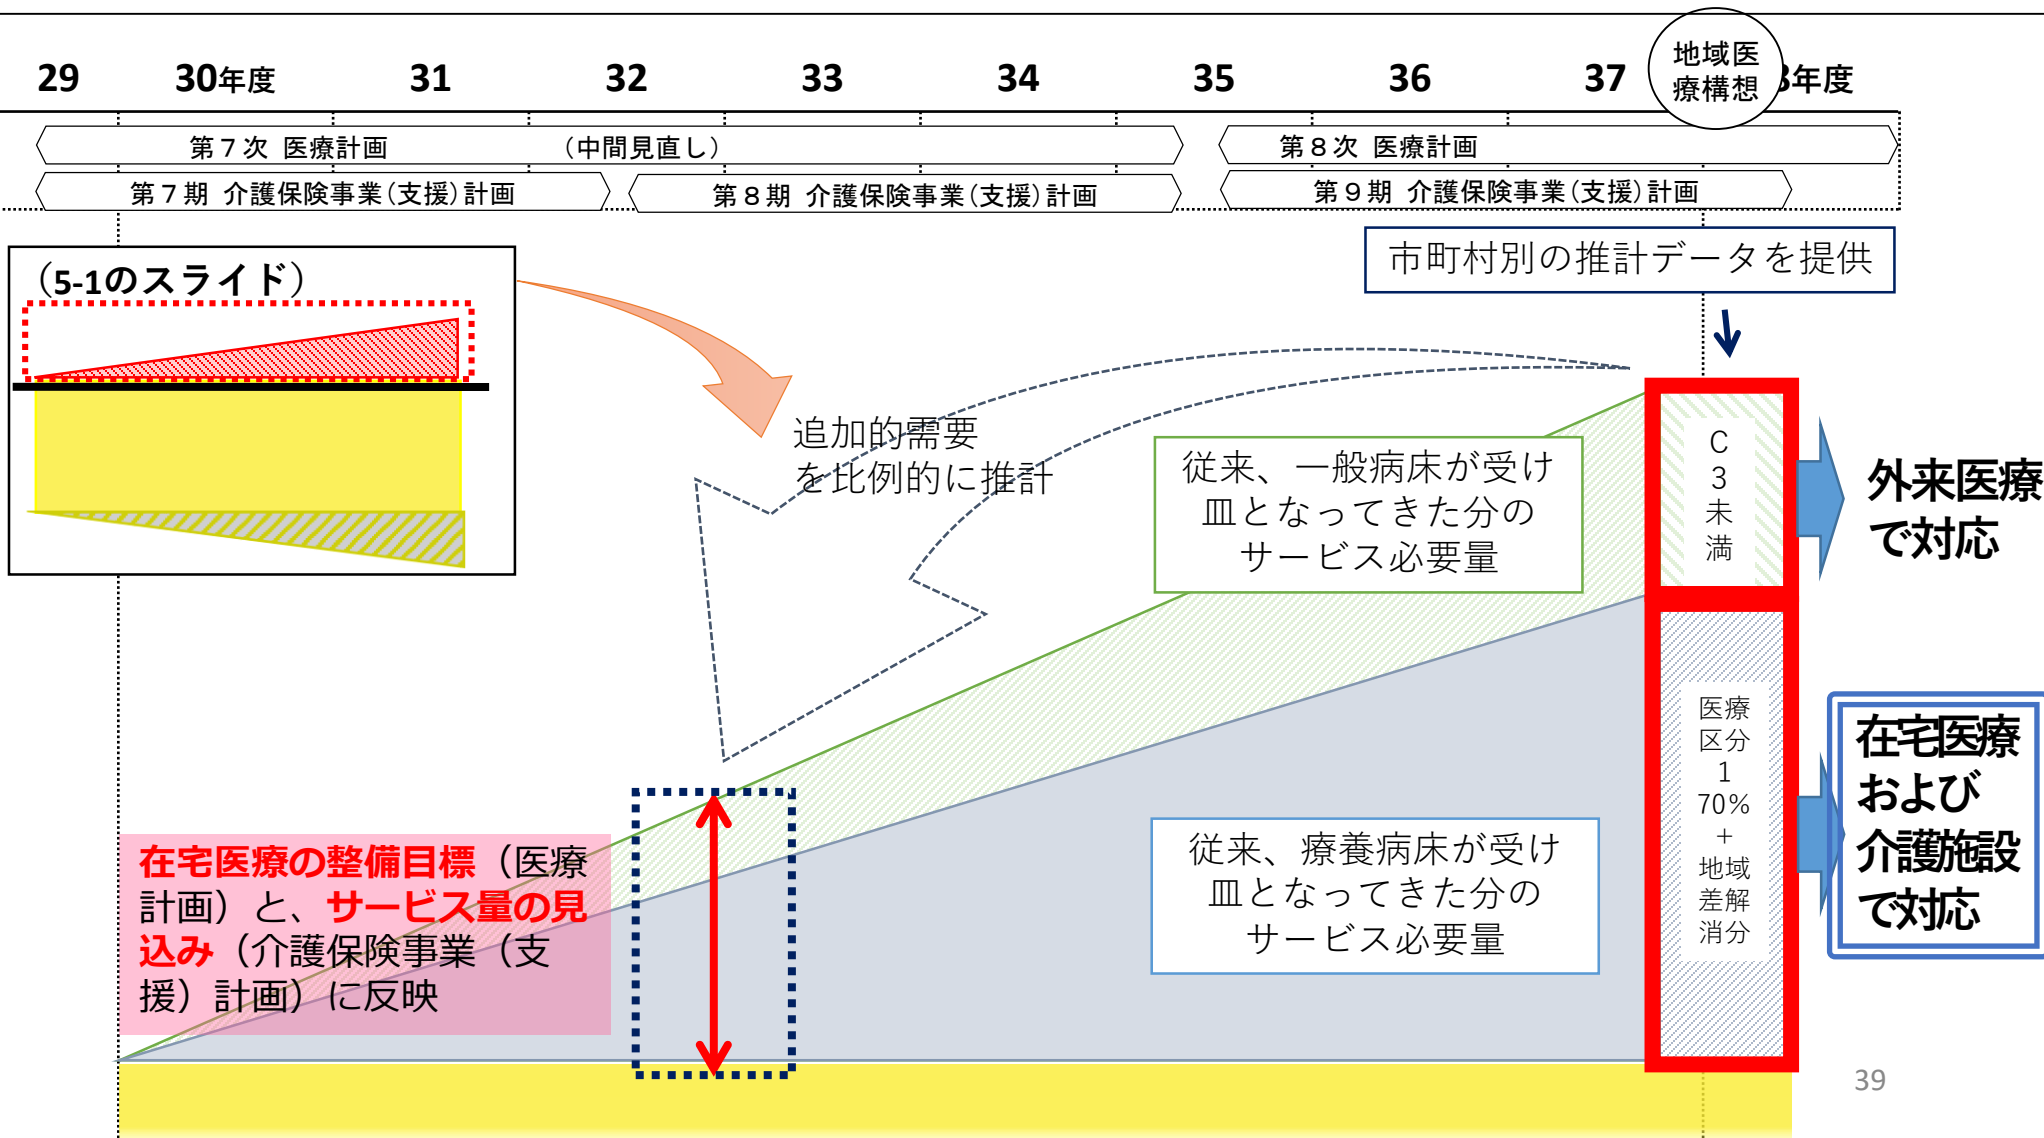 29 30年度 31 32 33 34 35 36 37 3年度
地域医
療構想
第７次 医療計画 （中間見直し） 第８次 医療計画
第７期 介護保険事業（支援）計画 第８期 介護保険事業（支援）計画 第９期 介護保険事業（支援）計画
（5-1のスライド）
市町村別の推計データを提供
追加的需要
を比例的に推計
従来、一般病床が受け
皿となってきた分の
サービス必要量
C
3
未
満
外来医療
で対応
医療
区分
1
70%
+
地域
差解
消分
在宅医療
および
介護施設
で対応
従来、療養病床が受け
皿となってきた分の
サービス必要量
在宅医療の整備目標（医療
計画）と、サービス量の見
込み（介護保険事業（支
援）計画）に反映
39